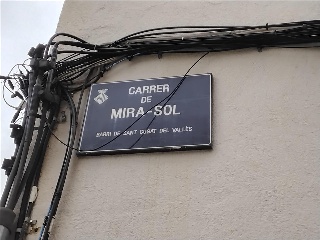 CARRER
DE
MIRA-SOL
BARRI DE SANT CUGAT DEL VALLÈS